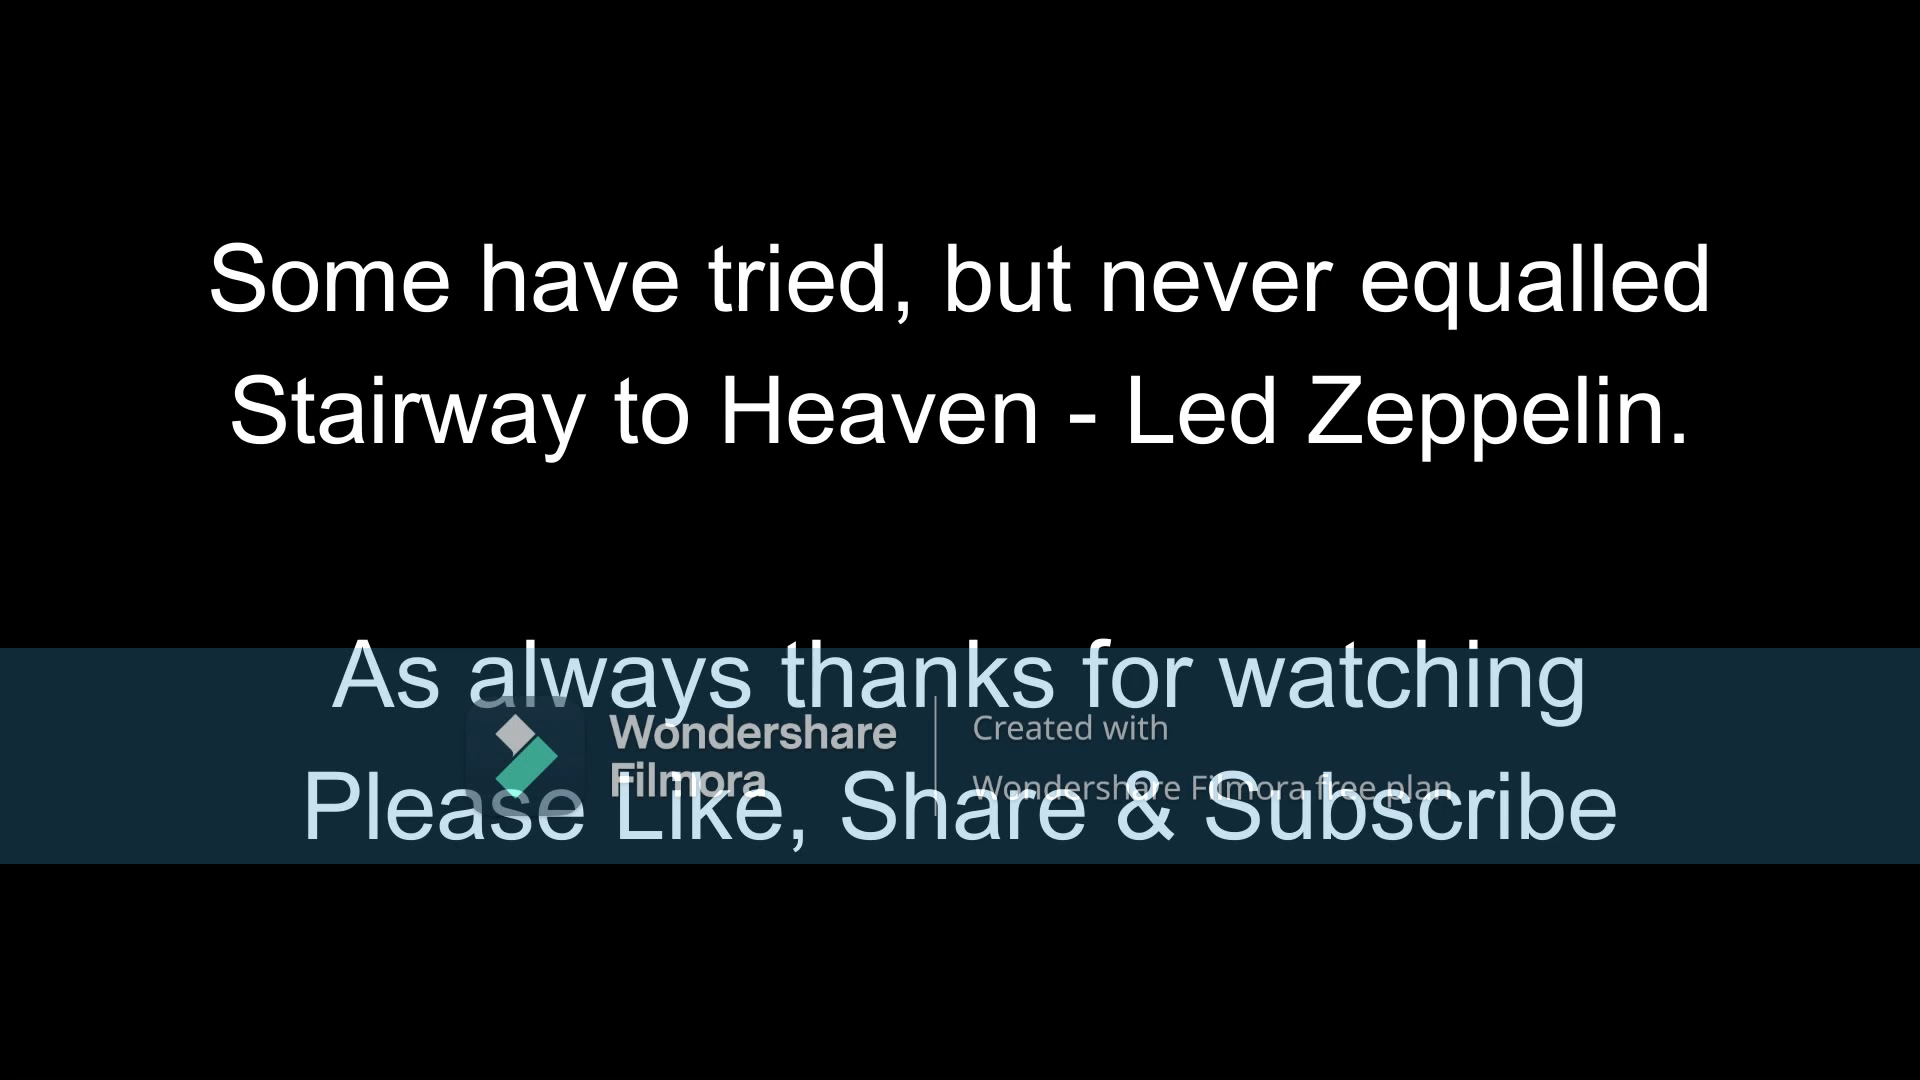 Some have tried, but never equalled
Stairway to Heaven - Led Zeppelin.
As always thanks for watching
Wondershare
Filmora
Created with
Wondershare Filmora free plan
Please Like, Share & Subscribe